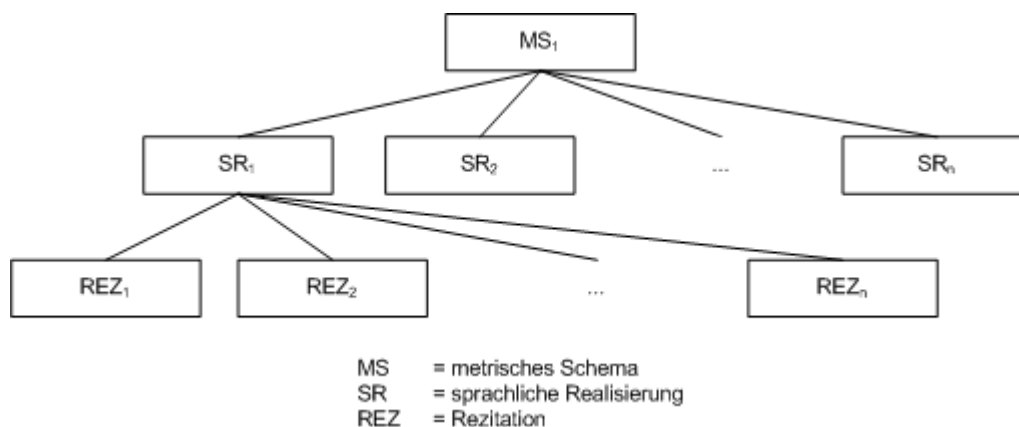 MS₁
SR₁ SR₂ ... SRₙ
REZ₁ REZ₂ ... REZₙ
MS = metrisches Schema
SR = sprachliche Realisierung
REZ = Rezitation